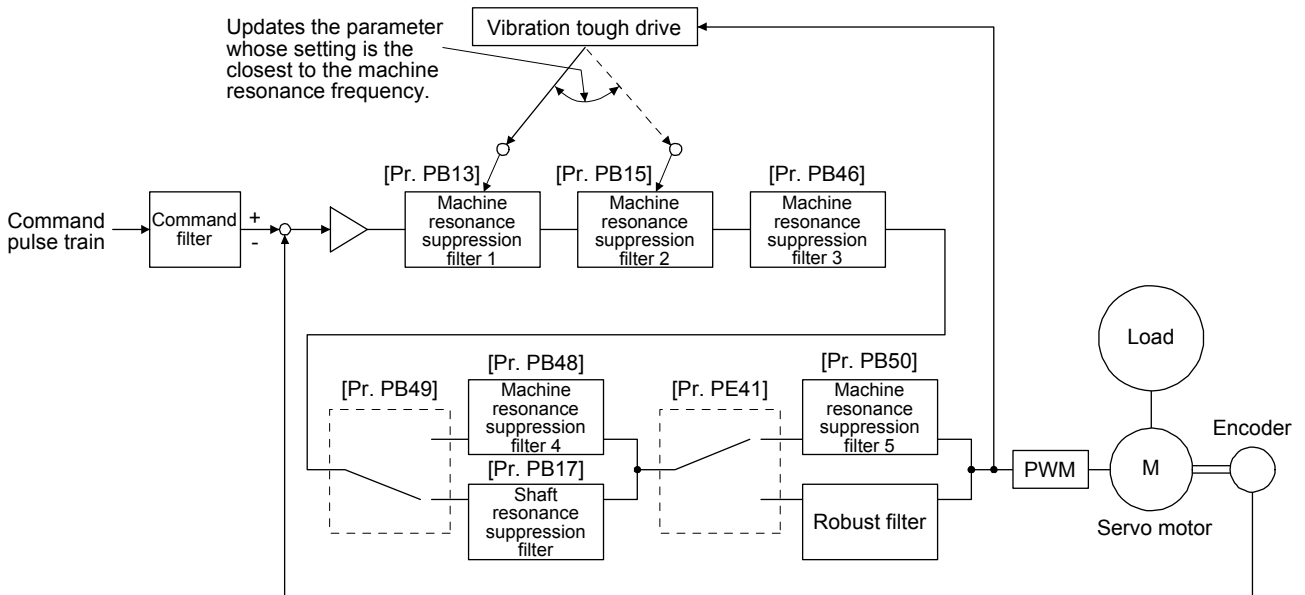 Updates the parameter
whose setting is the
closest to the machine
resonance frequency.
Vibration tough drive
[Pr. PB13]
[Pr. PB15]
[Pr. PB46]
Command
pulse train
Command
filter
+
-
Machine
resonance
suppression
filter 1
Machine
resonance
suppression
filter 2
Machine
resonance
suppression
filter 3
Load
[Pr. PB49]
[Pr. PB48]
Machine
resonance
suppression
filter 4
[Pr. PB17]
Shaft
resonance
suppression
filter
[Pr. PE41]
[Pr. PB50]
Machine
resonance
suppression
filter 5
Robust filter
PWM
M
Servo motor
Encoder